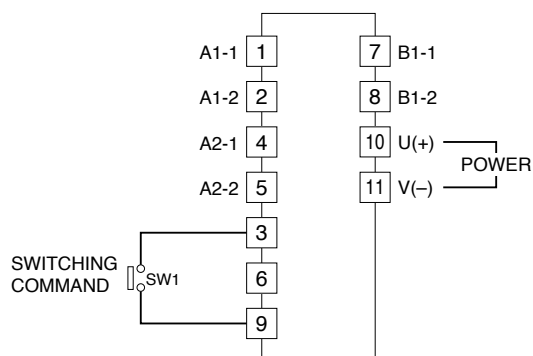 A1-1 1 7 B1-1
A1-2 2 8 B1-2
A2-1 4 10 U(+)
POWER
A2-2 5 11 V(–)
3
SWITCHING
COMMAND
SW1
6
9